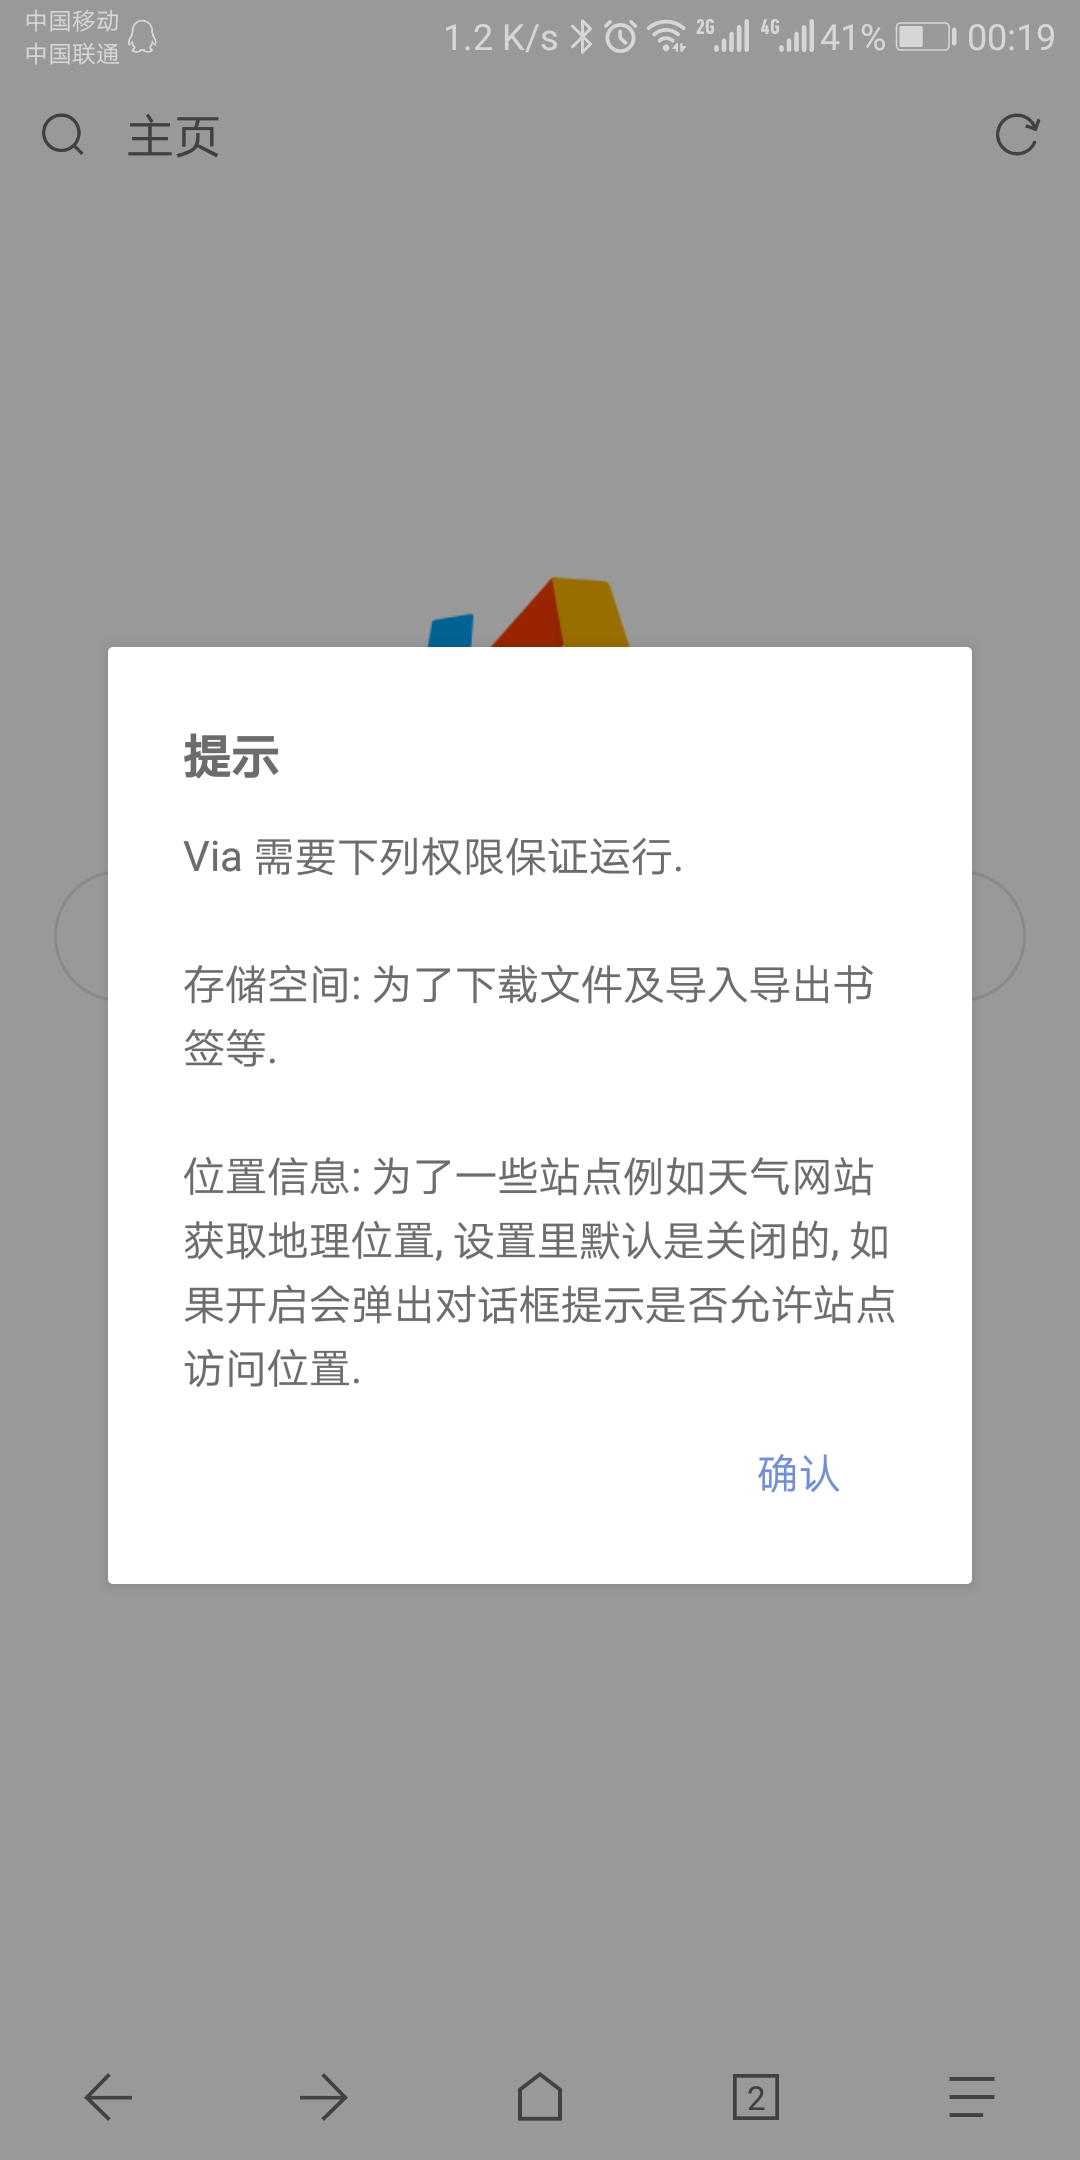 中国移动
中国联通
1.2 K/s 2G 4G 41% 00:19
主页
提示
Via 需要下列权限保证运行.
存储空间: 为了下载文件及导入导出书
签等.
位置信息: 为了一些站点例如天气网站
获取地理位置, 设置里默认是关闭的, 如
果开启会弹出对话框提示是否允许站点
访问位置.
确认
2